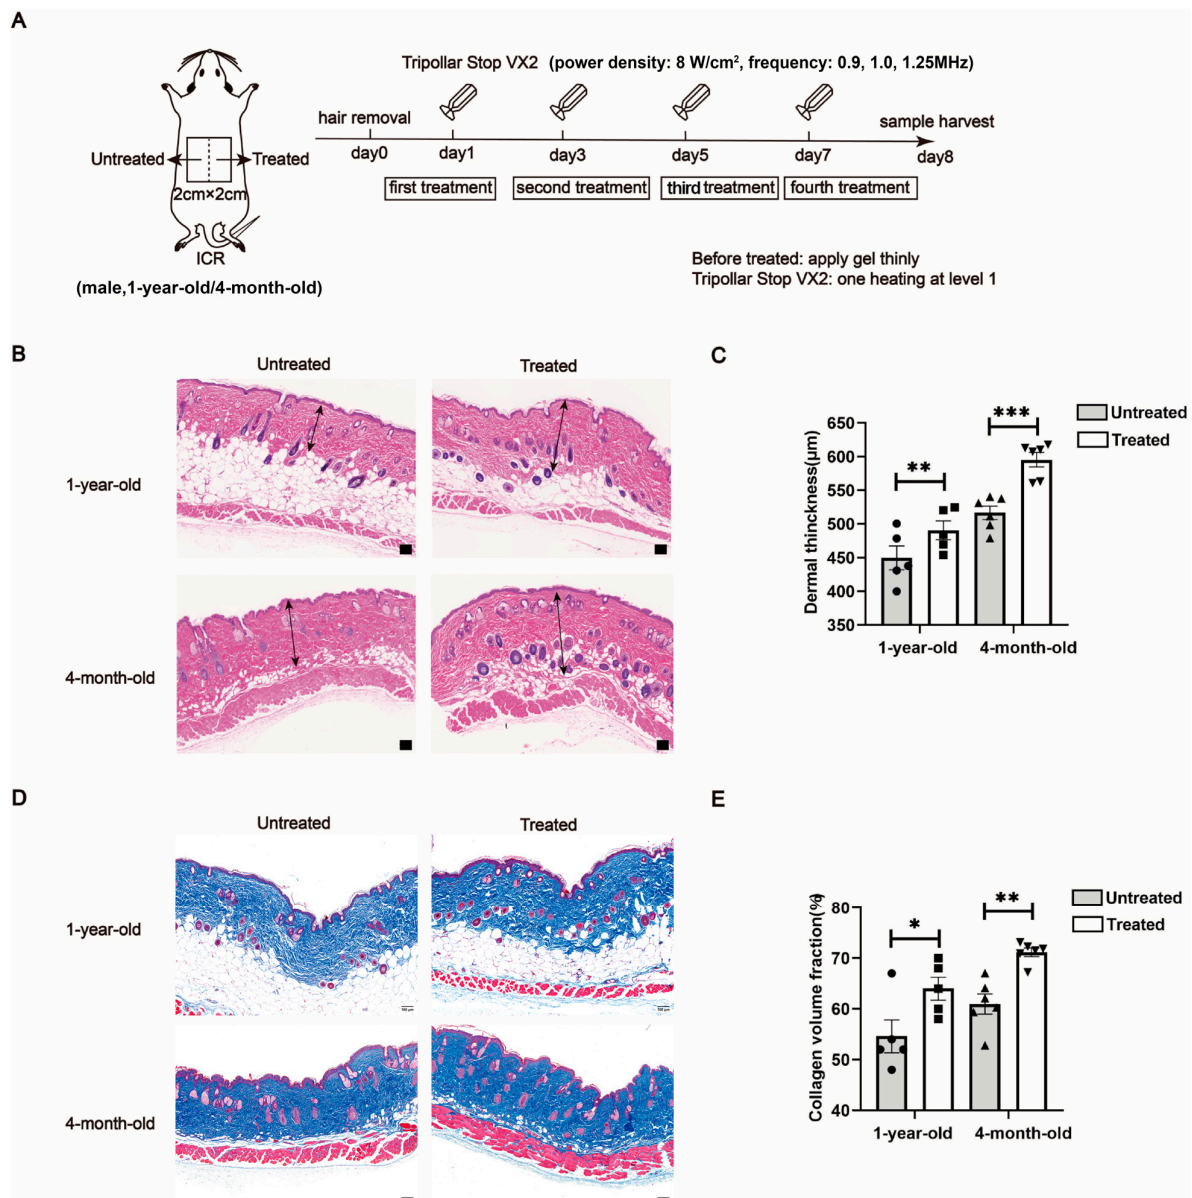 A
Tripollar Stop VX2 (power density: 8 W/cm², frequency: 0.9, 1.0, 1.25MHz)
hair removal
sample harvest
day0 day1 day3 day5 day7 day8
first treatment second treatment third treatment fourth treatment
Untreated Treated
2cm×2cm
ICR
(male,1-year-old/4-month-old)
Before treated: apply gel thinly
Tripollar Stop VX2: one heating at level 1
B
Untreated Treated
1-year-old
4-month-old
C
Untreated
Treated
Dermal thinckness(μm)
650
600
550
500
450
400
350
** ***
1-year-old 4-month-old
D
Untreated Treated
1-year-old
100 μm 100 μm
4-month-old
E
Untreated
Treated
Collagen volume fraction(%)
80
70
60
50
40
* **
1-year-old 4-month-old